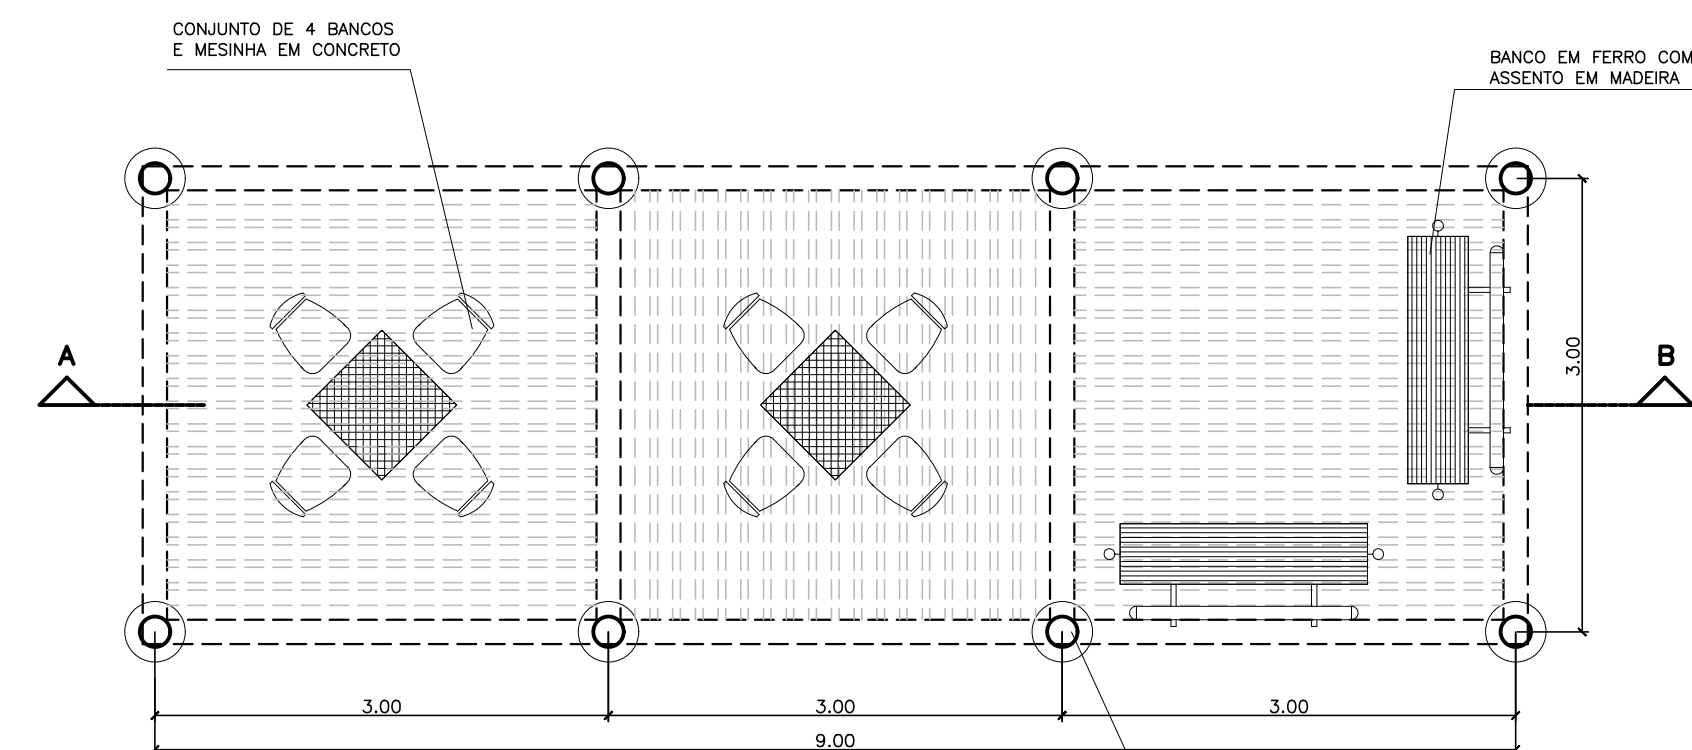 CONJUNTO DE 4 BANCOS
E MESINHA EM CONCRETO
BANCO EM FERRO COM
ASSENTO EM MADEIRA
A
B
3.00
3.00
3.00
3.00
9.00